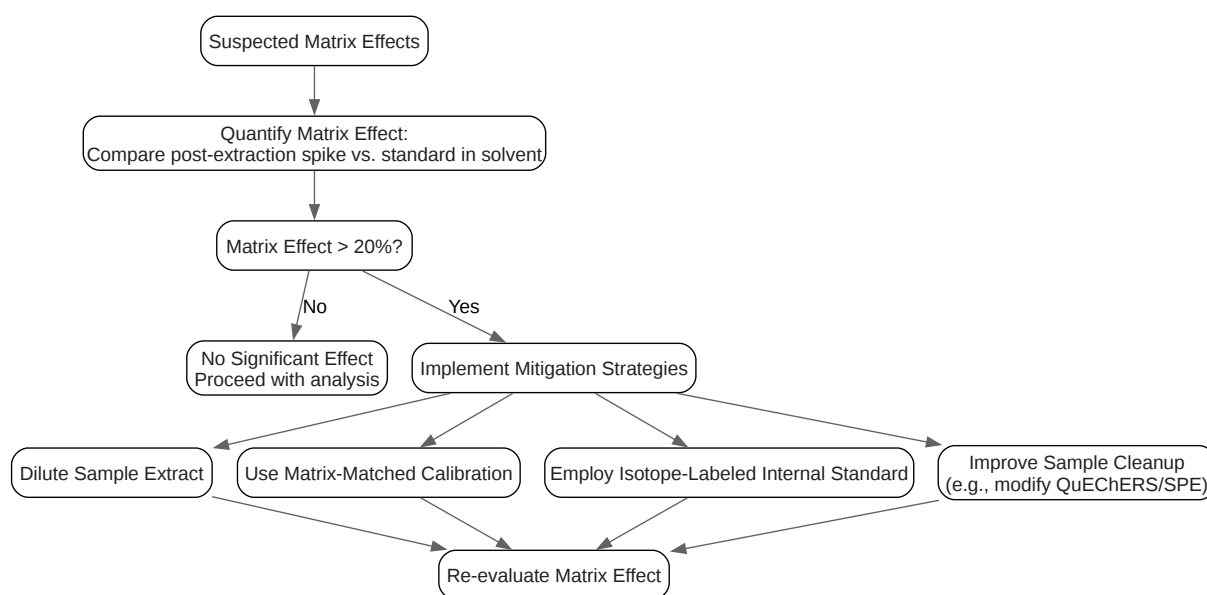 Suspected Matrix Effects
Quantify Matrix Effect:
Compare post-extraction spike vs. standard in solvent
Matrix Effect > 20%?
No
Yes
No Significant Effect
Proceed with analysis
Implement Mitigation Strategies
Dilute Sample Extract
Use Matrix-Matched Calibration
Employ Isotope-Labeled Internal Standard
Improve Sample Cleanup
(e.g., modify QuEChERS/SPE)
Re-evaluate Matrix Effect